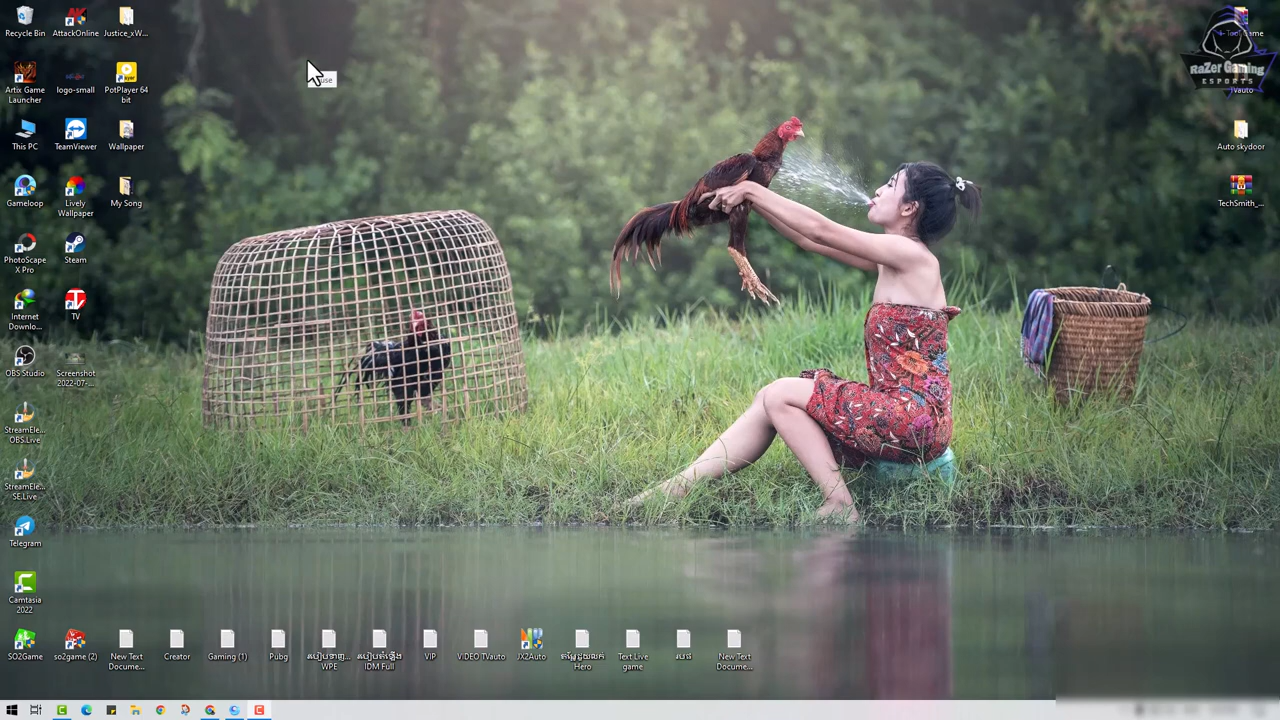 Recycle Bin
AttackOnline
Justice_xW...
Artix Game
Launcher
logo-small
PotPlayer 64
bit
This PC
TeamViewer
Wallpaper
Gameloop
Lively
Wallpaper
My Song
PhotoScape
X Pro
Steam
Internet
Downlo...
TV
OBS Studio
Screenshot
2022-07-...
StreamEle...
OBS.Live
StreamEle...
SE.Live
Telegram
Camtasia
2022
SO2Game
so2game (2)
New Text
Docume...
Creator
Gaming (1)
Pubg
WPE
IDM Full
VIP
VIDEO TVauto
JX2Auto
Hero
Text Live
game
New Text
Docume...
RaZer Gaming
ESPORTS
Auto skydoor
TechSmith_...